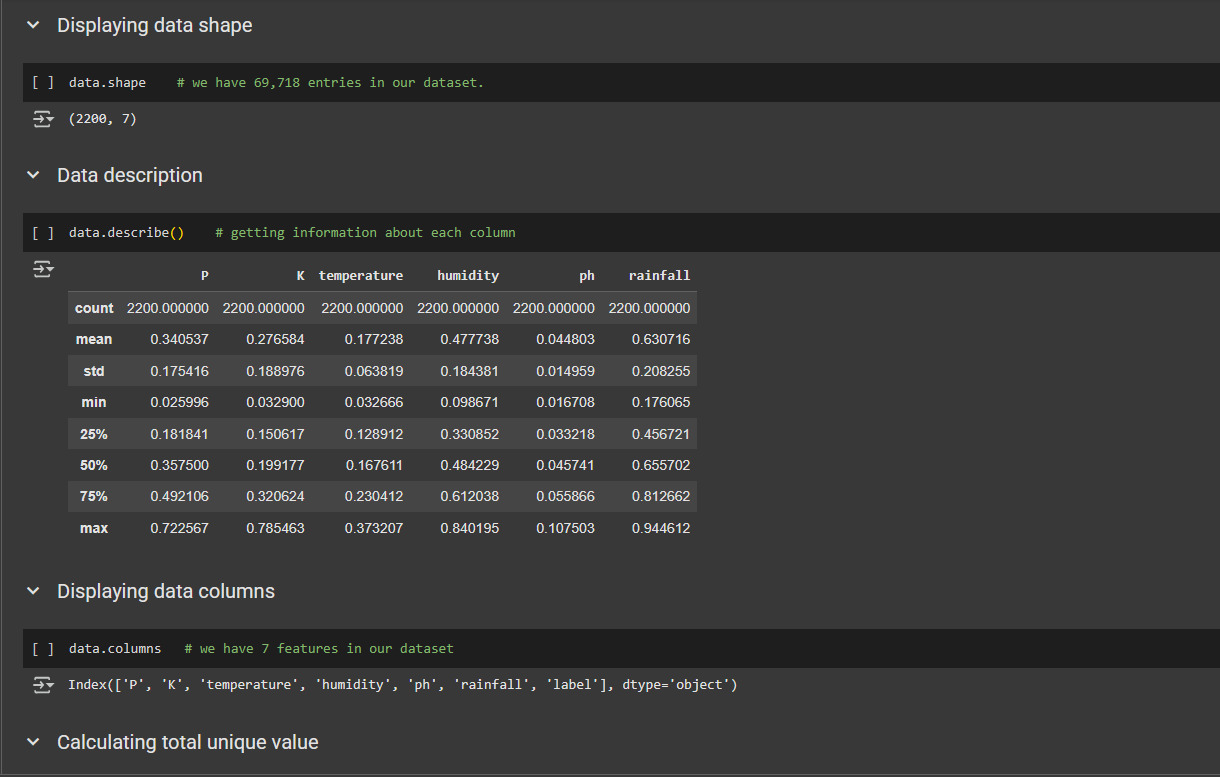 Displaying data shape
[ ] data.shape # we have 69,718 entries in our dataset.
(2200, 7)
Data description
[ ] data.describe() # getting information about each column
P K temperature humidity ph rainfall
count 2200.000000 2200.000000 2200.000000 2200.000000 2200.000000 2200.000000
mean 0.340537 0.276584 0.177238 0.477738 0.044803 0.630716
std 0.175416 0.188976 0.063819 0.184381 0.014959 0.208255
min 0.025996 0.032900 0.032666 0.098671 0.016708 0.176065
25% 0.181841 0.150617 0.128912 0.330852 0.033218 0.456721
50% 0.357500 0.199177 0.167611 0.484229 0.045741 0.655702
75% 0.492106 0.320624 0.230412 0.612038 0.055866 0.812662
max 0.722567 0.785463 0.373207 0.840195 0.107503 0.944612
Displaying data columns
[ ] data.columns # we have 7 features in our dataset
Index(['P', 'K', 'temperature', 'humidity', 'ph', 'rainfall', 'label'], dtype='object')
Calculating total unique value